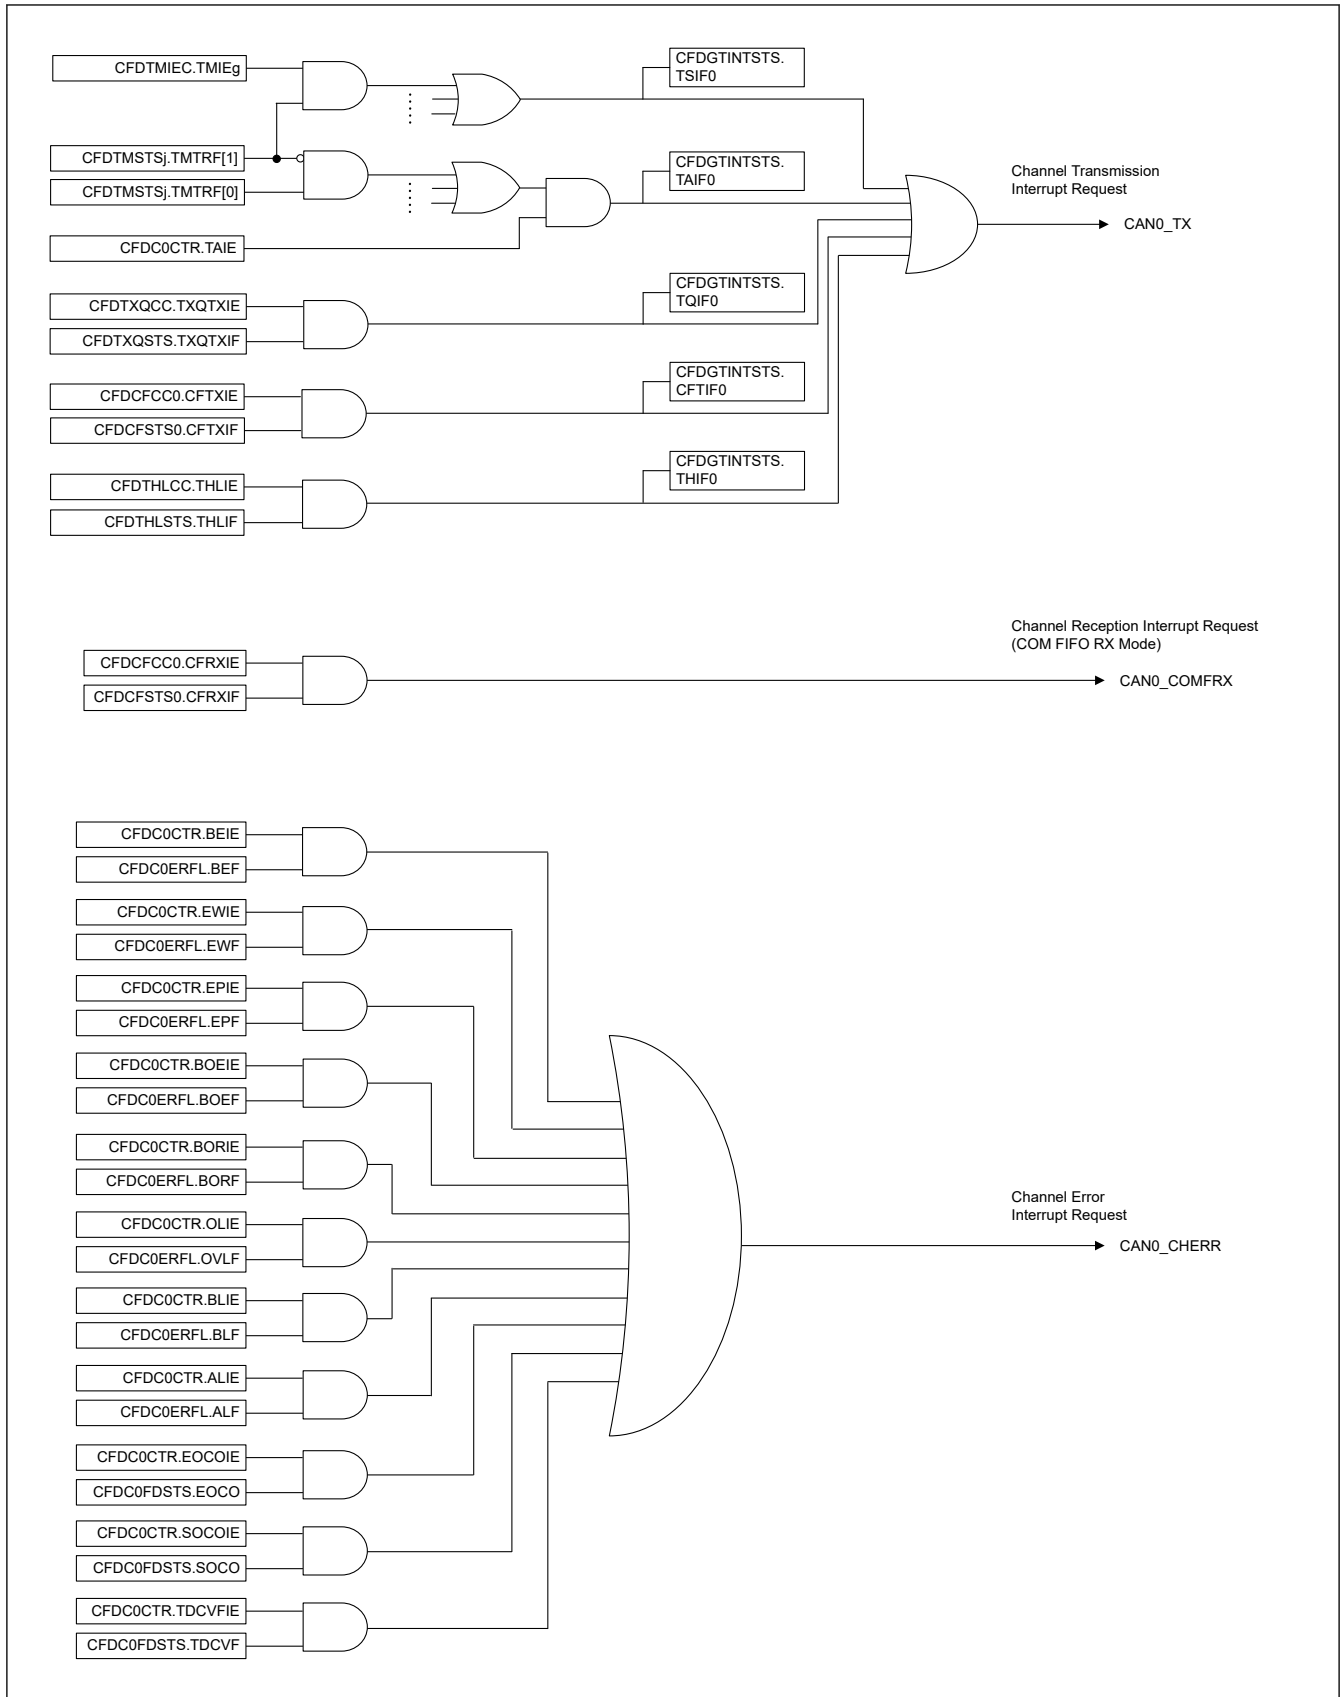 CFDTMIEC.TMIEg
CFDGTINTSTS.
TSIF0
CFDTMSTSj.TMTRF[1]
CFDTMSTSj.TMTRF[0]
CFDGTINTSTS.
TAIF0
Channel Transmission
Interrupt Request
CAN0_TX
CFDC0CTR.TAIE
CFDTXQCC.TXQTXIE
CFDTXQSTS.TXQTXIF
CFDGTINTSTS.
TQIF0
CFDCFCC0.CFTXIE
CFDCFSTS0.CFTXIF
CFDGTINTSTS.
CFTIF0
CFDTHLCC.THLIE
CFDTHLSTS.THLIF
CFDGTINTSTS.
THIF0
Channel Reception Interrupt Request
(COM FIFO RX Mode)
CFDCFCC0.CFRXIE
CFDCFSTS0.CFRXIF
CAN0_COMFRX
CFDC0CTR.BEIE
CFDC0ERFL.BEF
CFDC0CTR.EWIE
CFDC0ERFL.EWF
CFDC0CTR.EPIE
CFDC0ERFL.EPF
CFDC0CTR.BOEIE
CFDC0ERFL.BOEF
CFDC0CTR.BORIE
CFDC0ERFL.BORF
CFDC0CTR.OLIE
CFDC0ERFL.OVLF
Channel Error
Interrupt Request
CAN0_CHERR
CFDC0CTR.BLIE
CFDC0ERFL.BLF
CFDC0CTR.ALIE
CFDC0ERFL.ALF
CFDC0CTR.EOCOIE
CFDC0FDSTS.EOCO
CFDC0CTR.SOCOIE
CFDC0FDSTS.SOCO
CFDC0CTR.TDCVFIE
CFDC0FDSTS.TDCVF